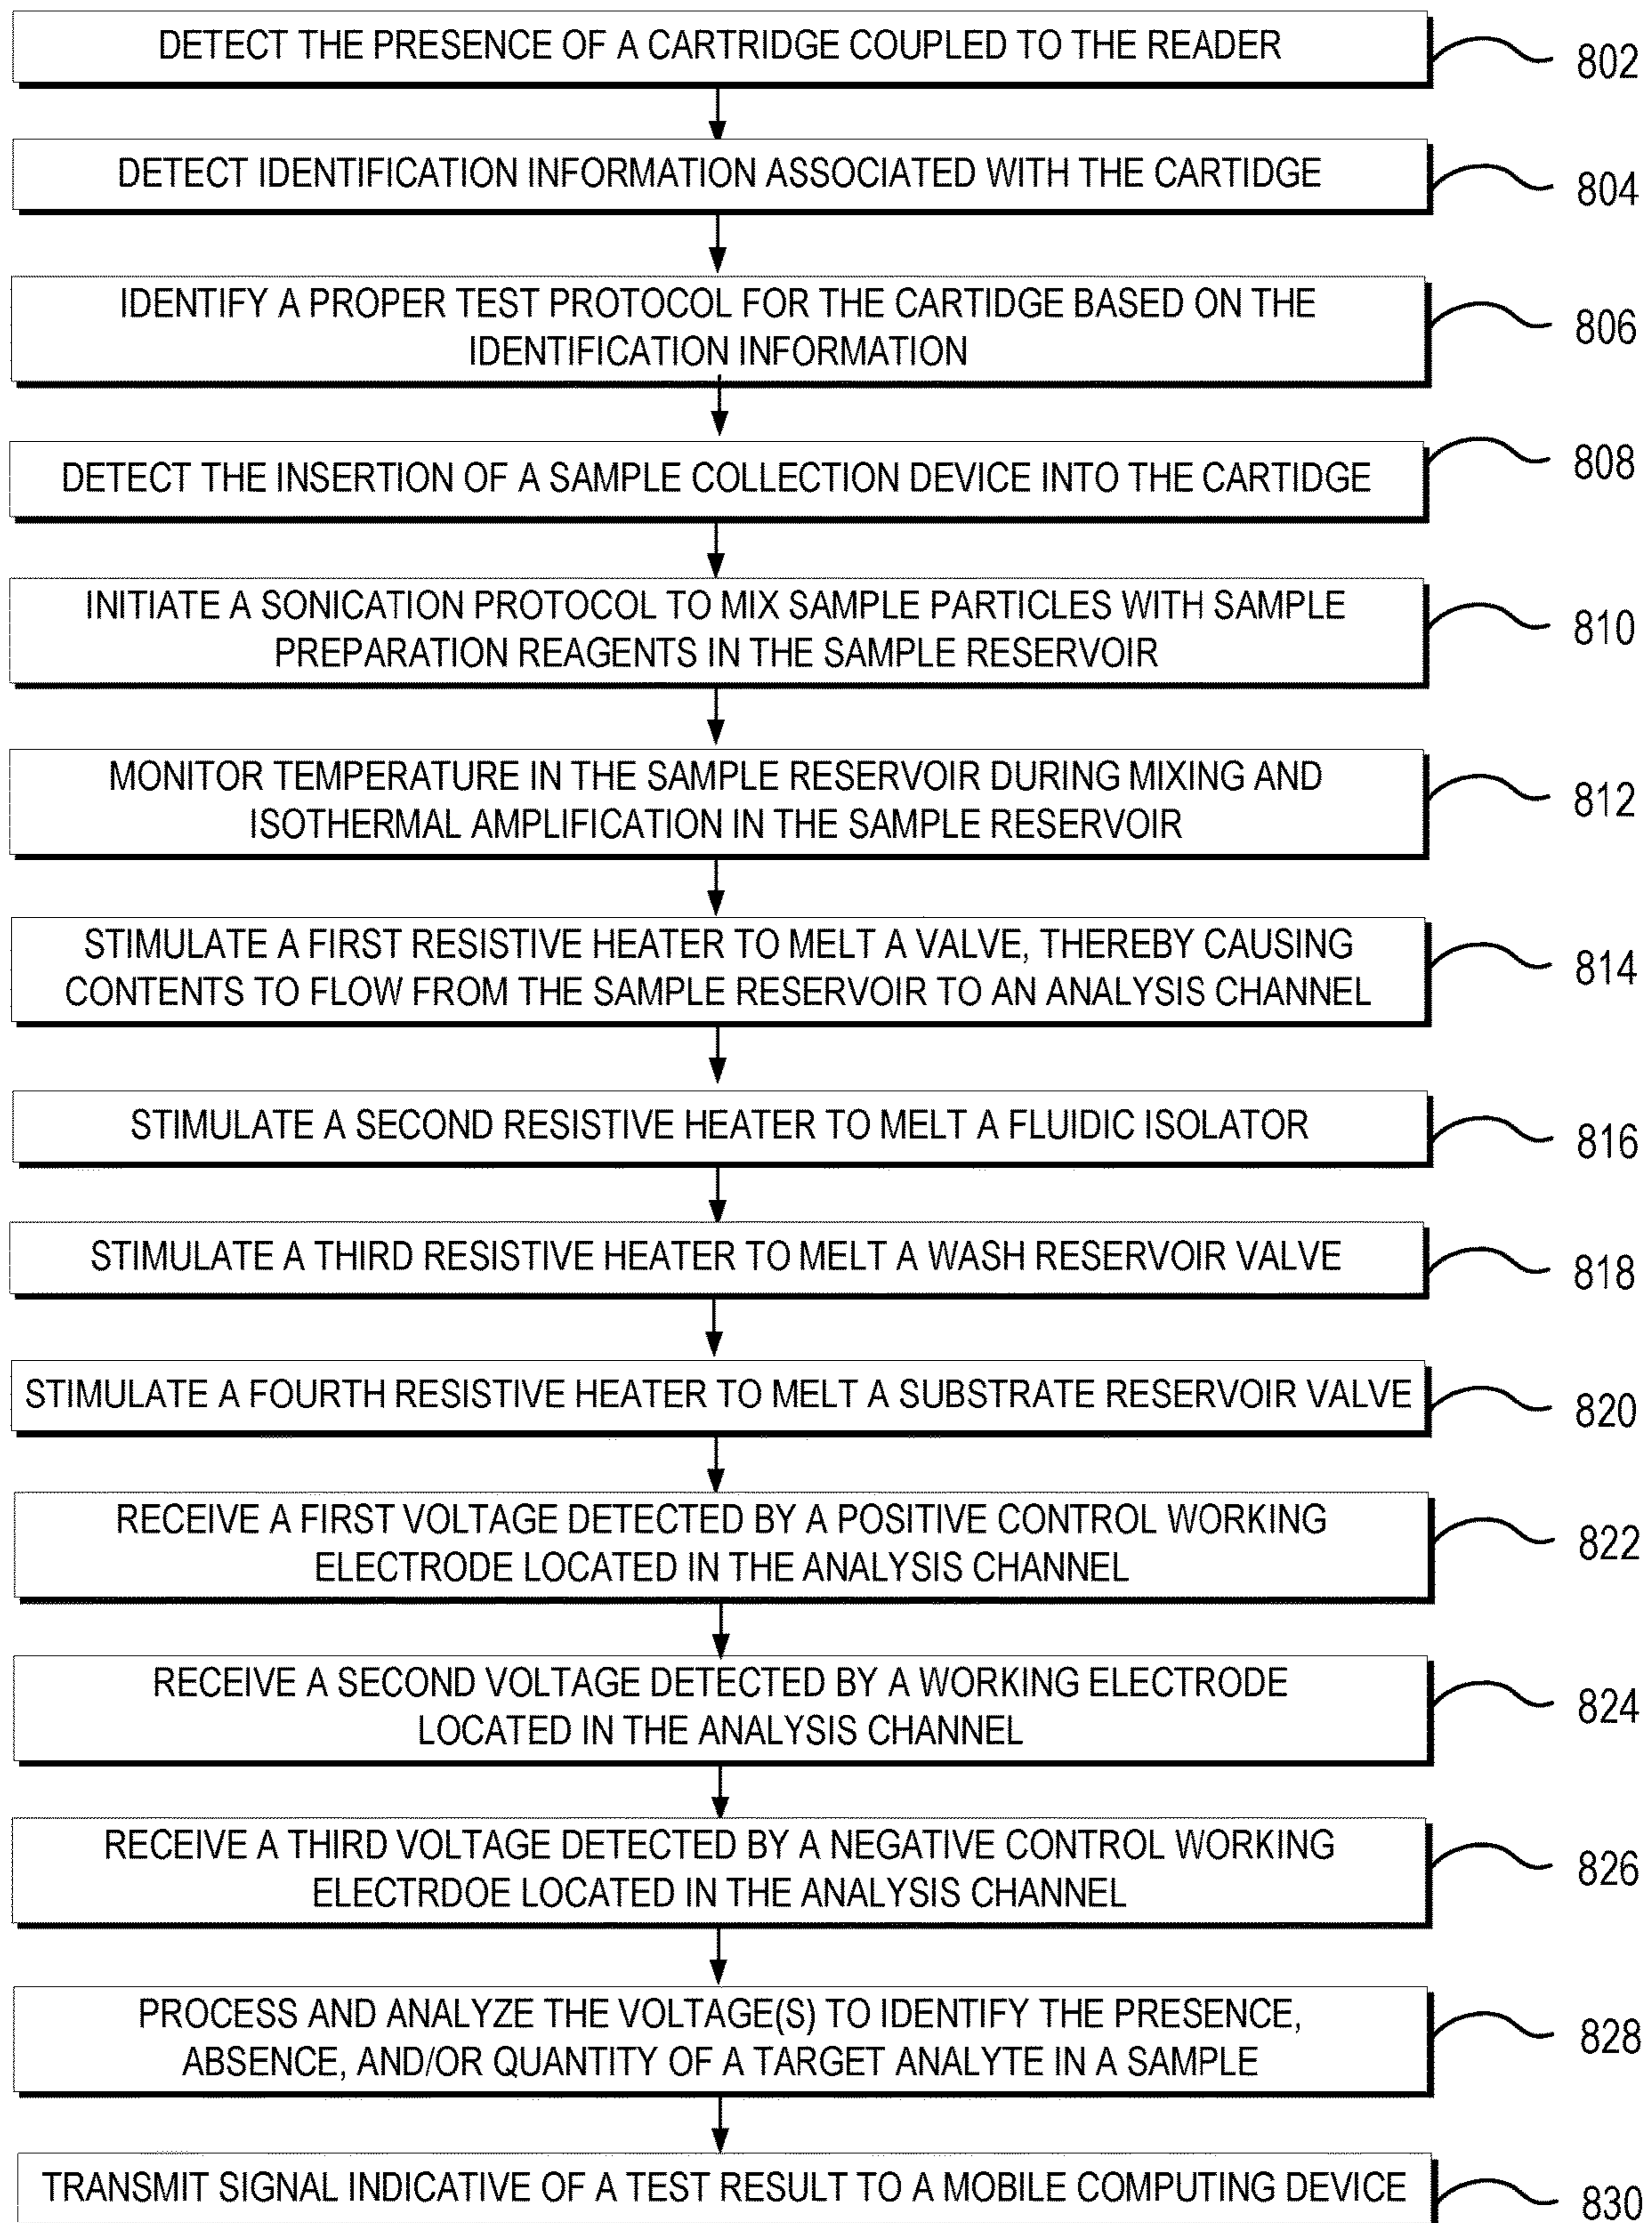 DETECT THE PRESENCE OF A CARTRIDGE COUPLED TO THE READER
802
DETECT IDENTIFICATION INFORMATION ASSOCIATED WITH THE CARTIDGE
804
IDENTIFY A PROPER TEST PROTOCOL FOR THE CARTIDGE BASED ON THE
IDENTIFICATION INFORMATION
806
DETECT THE INSERTION OF A SAMPLE COLLECTION DEVICE INTO THE CARTIDGE
808
INITIATE A SONICATION PROTOCOL TO MIX SAMPLE PARTICLES WITH SAMPLE
PREPARATION REAGENTS IN THE SAMPLE RESERVOIR
810
MONITOR TEMPERATURE IN THE SAMPLE RESERVOIR DURING MIXING AND
ISOTHERMAL AMPLIFICATION IN THE SAMPLE RESERVOIR
812
STIMULATE A FIRST RESISTIVE HEATER TO MELT A VALVE, THEREBY CAUSING
CONTENTS TO FLOW FROM THE SAMPLE RESERVOIR TO AN ANALYSIS CHANNEL
814
STIMULATE A SECOND RESISTIVE HEATER TO MELT A FLUIDIC ISOLATOR
816
STIMULATE A THIRD RESISTIVE HEATER TO MELT A WASH RESERVOIR VALVE
818
STIMULATE A FOURTH RESISTIVE HEATER TO MELT A SUBSTRATE RESERVOIR VALVE
820
RECEIVE A FIRST VOLTAGE DETECTED BY A POSITIVE CONTROL WORKING
ELECTRODE LOCATED IN THE ANALYSIS CHANNEL
822
RECEIVE A SECOND VOLTAGE DETECTED BY A WORKING ELECTRODE
LOCATED IN THE ANALYSIS CHANNEL
824
RECEIVE A THIRD VOLTAGE DETECTED BY A NEGATIVE CONTROL WORKING
ELECTRDOE LOCATED IN THE ANALYSIS CHANNEL
826
PROCESS AND ANALYZE THE VOLTAGE(S) TO IDENTIFY THE PRESENCE,
ABSENCE, AND/OR QUANTITY OF A TARGET ANALYTE IN A SAMPLE
828
TRANSMIT SIGNAL INDICATIVE OF A TEST RESULT TO A MOBILE COMPUTING DEVICE
830